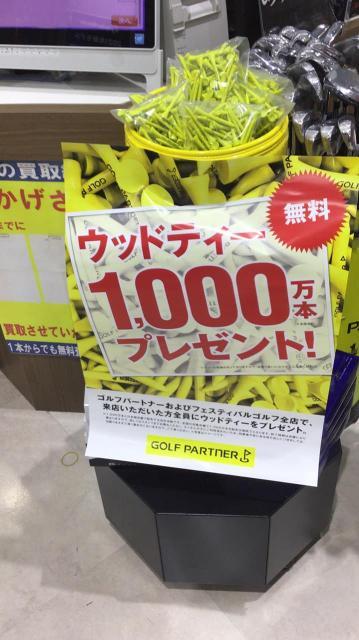 の買取
かげさ
までに
買取させてい
1本からでも無料
無料
ウッドティー
1,000万本
プレゼント!
ゴルフパートナーおよびフェスティバルゴルフ全店で、
来店いただいた方全員にウッドティーをプレゼント。
GOLF PARTNER